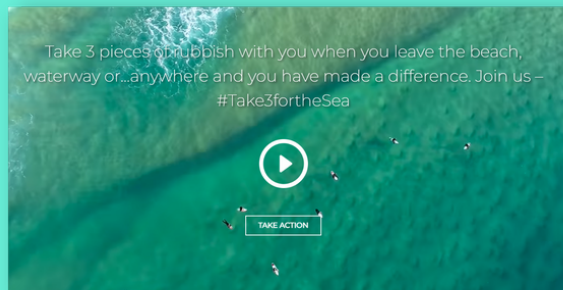 Take 3 pieces of rubbish with you when you leave the beach,
waterway or...anywhere and you have made a difference. Join us –
#Take3fortheSea
TAKE ACTION